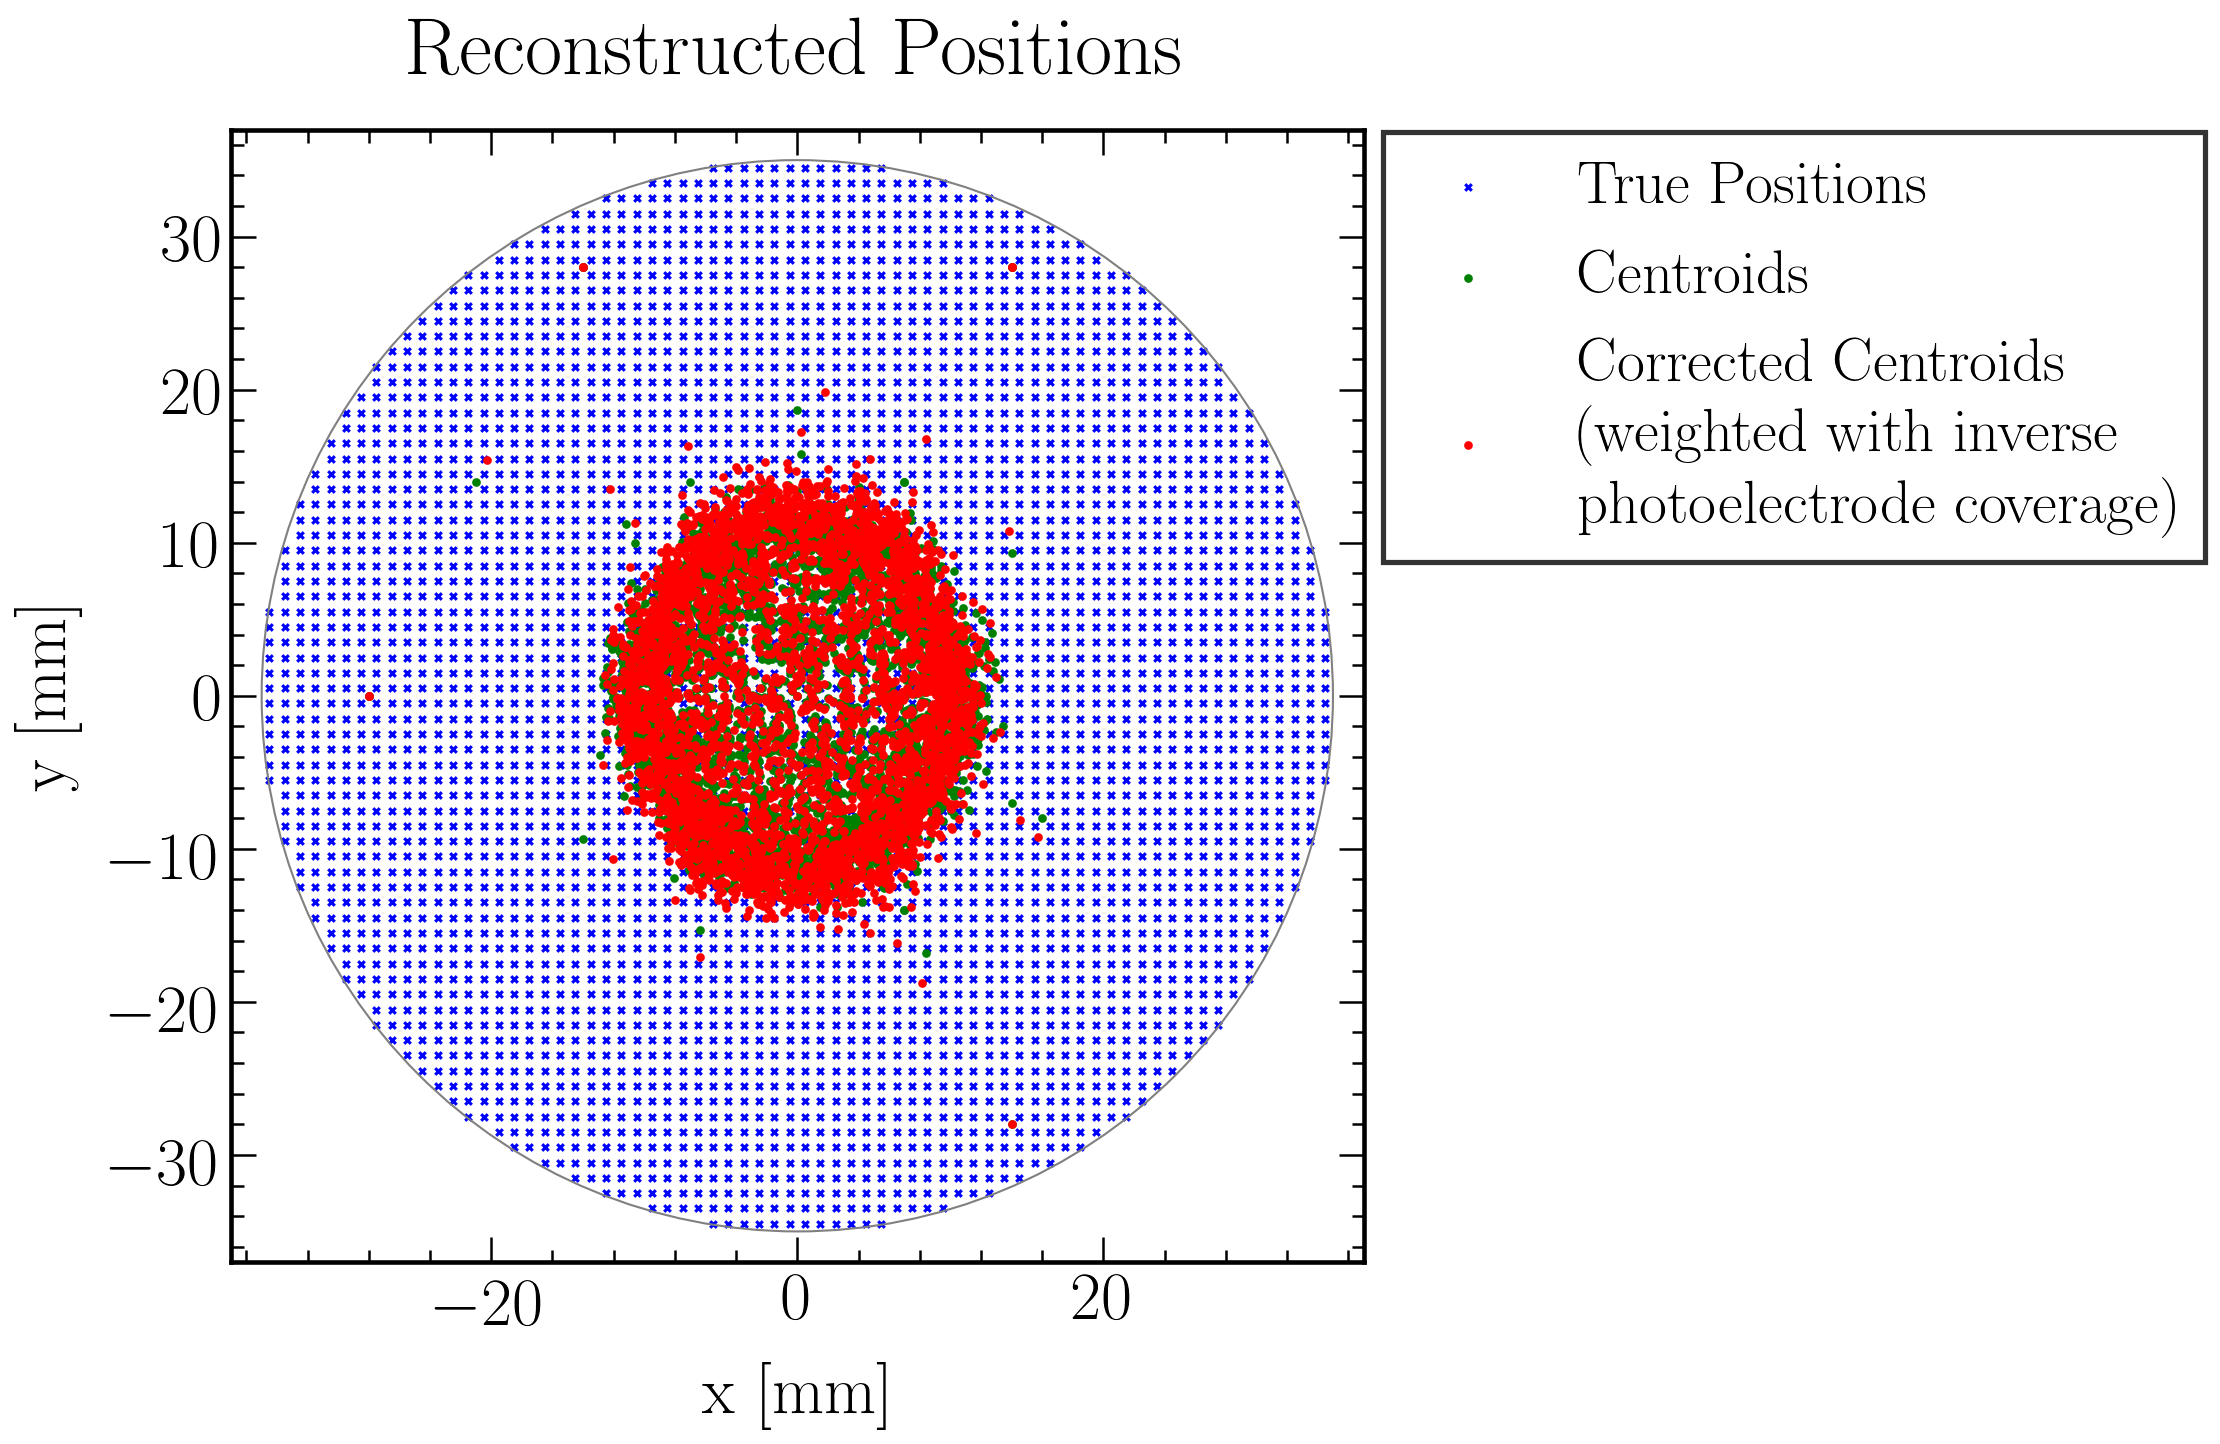 Reconstructed Positions
True Positions
Centroids
Corrected Centroids
(weighted with inverse
photoelectrode coverage)
30
20
10
0
−10
−20
−30
y [mm]
−20 0 20
x [mm]